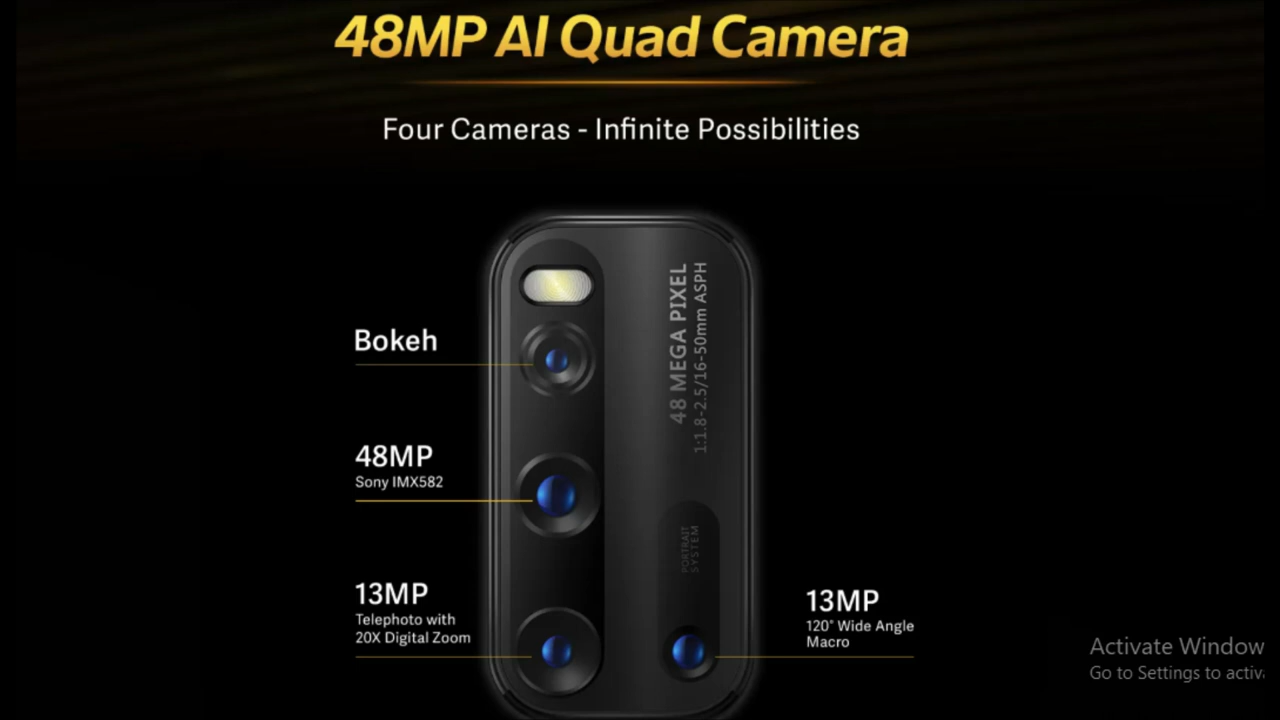 48MP AI Quad Camera
Four Cameras - Infinite Possibilities
48 MEGA PIXEL
1:1.8-2.5/16-50mm ASPH
Bokeh
48MP
Sony IMX582
PORTRAIT
SYSTEM
13MP
Telephoto with
20X Digital Zoom
13MP
120° Wide Angle
Macro
Activate Window
Go to Settings to activ